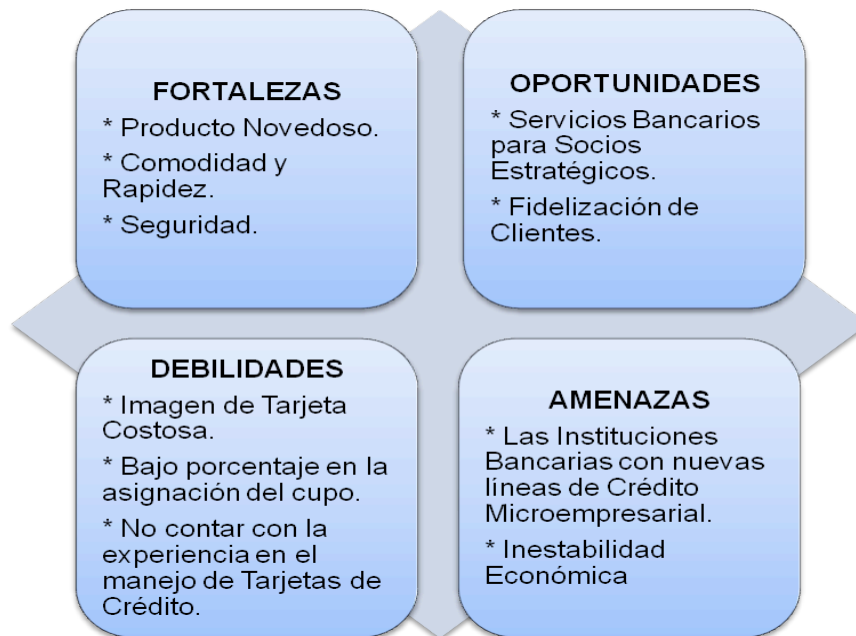 FORTALEZAS
* Producto Novedoso.
* Comodidad y
Rapidez.
* Seguridad.
OPORTUNIDADES
* Servicios Bancarios
para Socios
Estratégicos.
* Fidelización de
Clientes.
DEBILIDADES
* Imagen de Tarjeta
Costosa.
* Bajo porcentaje en la
asignación del cupo.
* No contar con la
experiencia en el
manejo de Tarjetas de
Crédito.
AMENAZAS
* Las Instituciones
Bancarias con nuevas
líneas de Crédito
Microempresarial.
* Inestabilidad
Económica